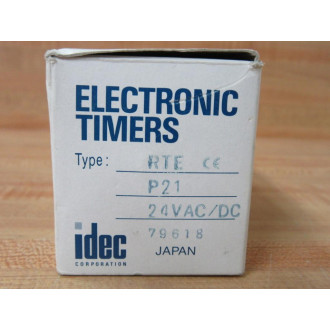 ELECTRONIC
TIMERS
Type: RTE CE
P21
24VAC/DC
79618
idec
CORPORATION
JAPAN